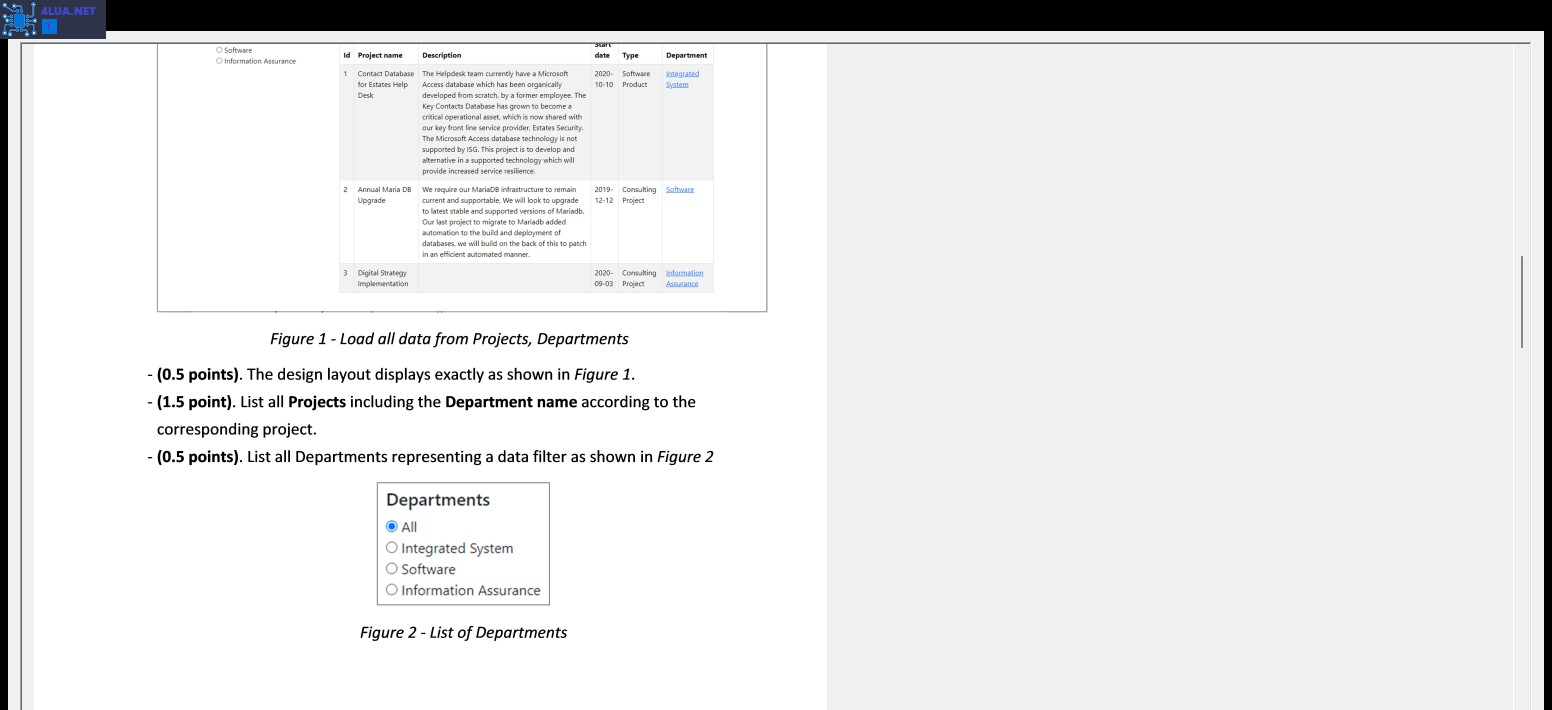 4LUA.NET
Software
Information Assurance
Start
Id Project name Description date Type Department
1 Contact Database The Helpdesk team currently have a Microsoft 2020- Software Integrated
for Estates Help Access database which has been organically 10-10 Product System
Desk developed from scratch, by a former employee. The
Key Contacts Database has grown to become a
critical operational asset, which is now shared with
our key front line service provider, Estates Security.
The Microsoft Access database technology is not
supported by ISG. This project is to develop and
alternative in a supported technology which will
provide increased service resilience.
2 Annual Maria DB We require our MariaDB infrastructure to remain 2019- Consulting Software
Upgrade current and supportable. We will look to upgrade 12-12 Project
to latest stable and supported versions of Mariadb.
Our last project to migrate to Mariadb added
automation to the build and deployment of
databases, we will build on the back of this to patch
in an efficient automated manner.
3 Digital Strategy 2020- Consulting Information
Implementation 09-03 Project Assurance
Figure 1 - Load all data from Projects, Departments
- (0.5 points). The design layout displays exactly as shown in Figure 1.
- (1.5 point). List all Projects including the Department name according to the
corresponding project.
- (0.5 points). List all Departments representing a data filter as shown in Figure 2
Departments
All
Integrated System
Software
Information Assurance
Figure 2 - List of Departments